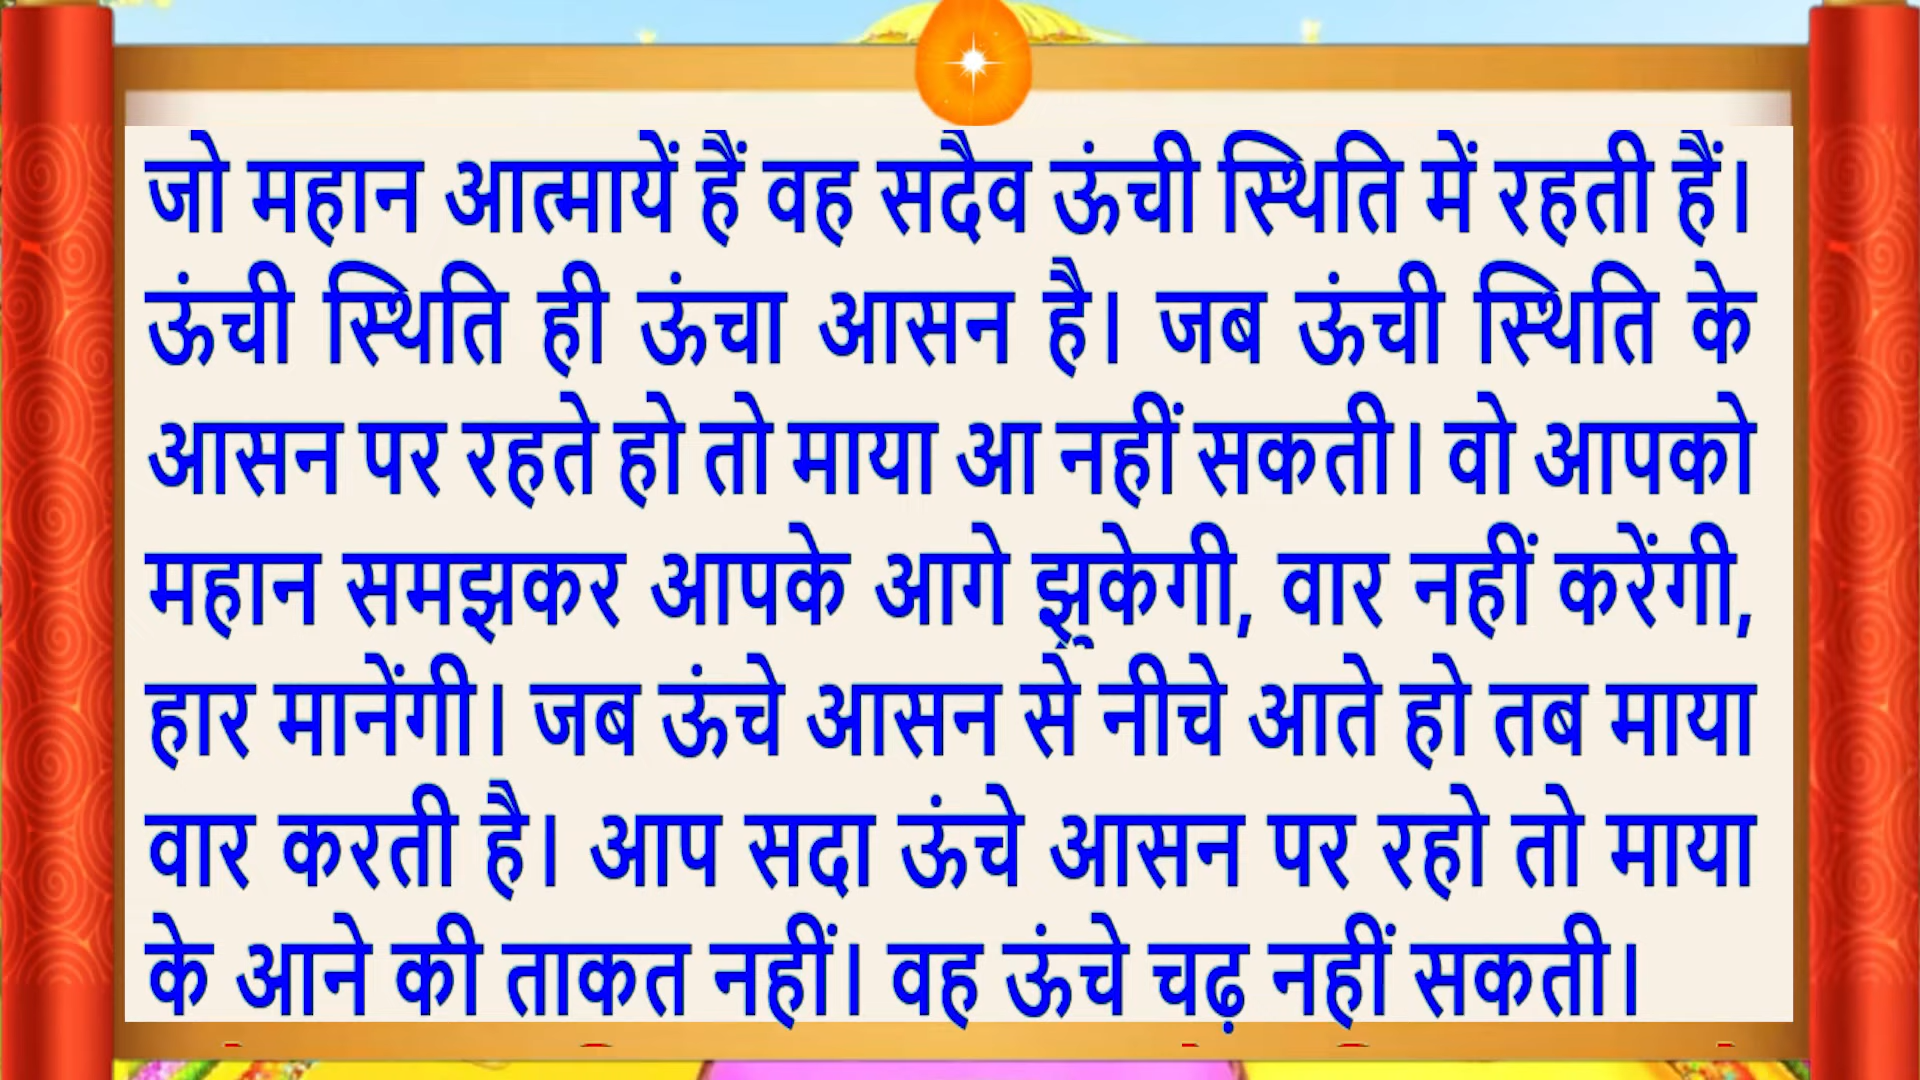 जो महान आत्मायें हैं वह सदैव ऊंची स्थिति में रहती हैं।
ऊंची स्थिति ही ऊंचा आसन है। जब ऊंची स्थिति के
आसन पर रहते हो तो माया आ नहीं सकती। वो आपको
महान समझकर आपके आगे झुकेगी, वार नहीं करेंगी,
हार मानेंगी। जब ऊंचे आसन से नीचे आते हो तब माया
वार करती है। आप सदा ऊंचे आसन पर रहो तो माया
के आने की ताकत नहीं। वह ऊंचे चढ़ नहीं सकती।